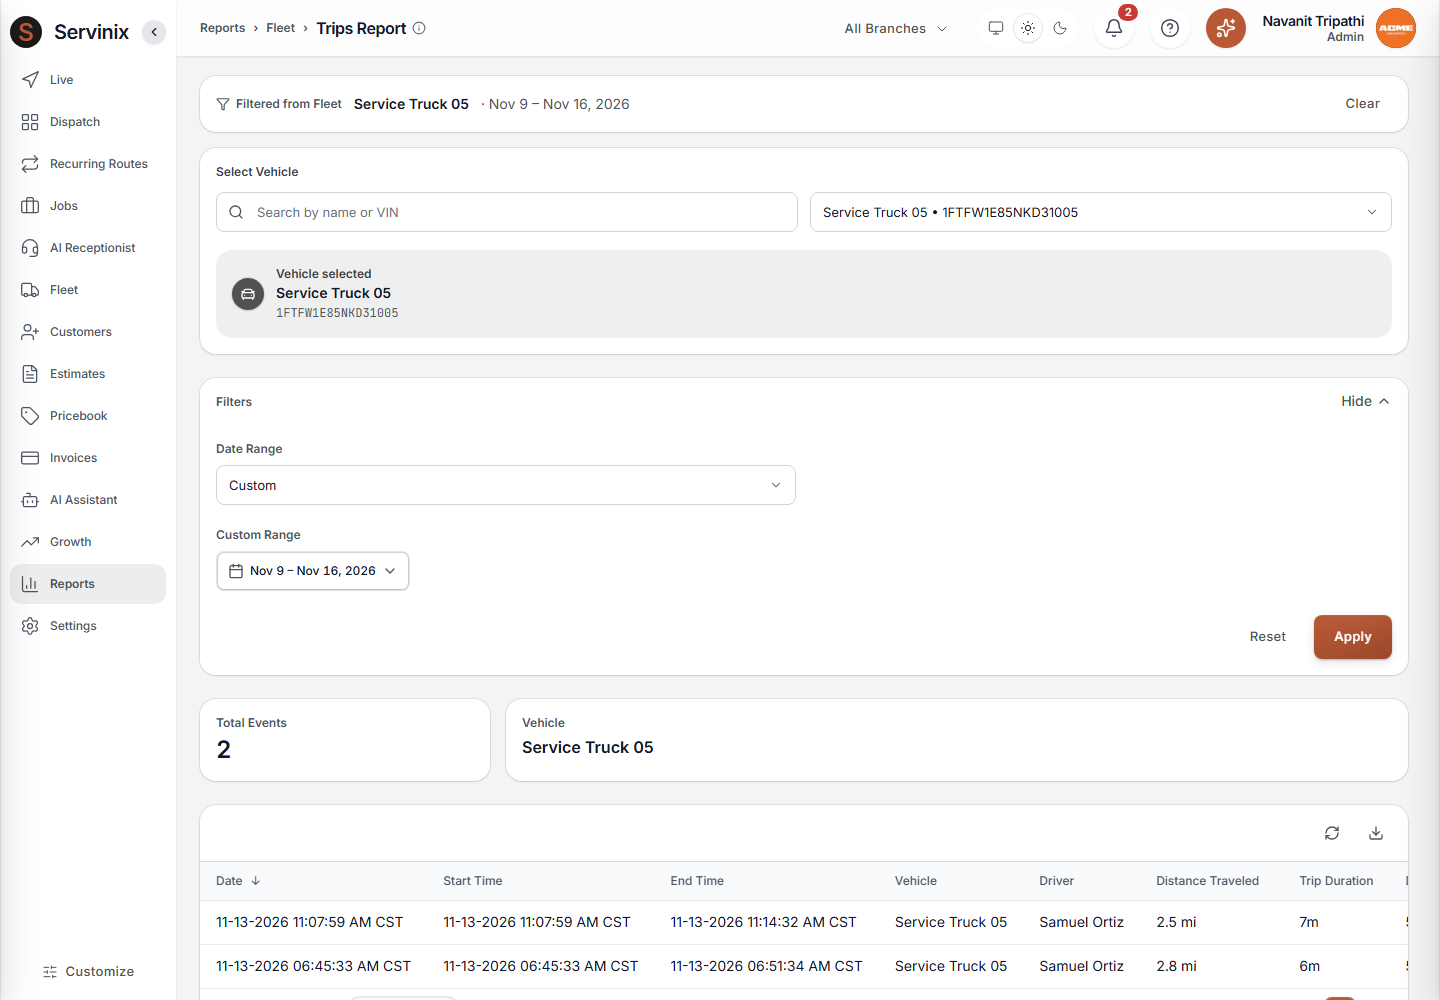 S Servinix
Reports › Fleet › Trips Report
All Branches
2
Navanit Tripathi
Admin
ACME
Live
Dispatch
Recurring Routes
Jobs
AI Receptionist
Fleet
Customers
Estimates
Pricebook
Invoices
AI Assistant
Growth
Reports
Settings
Customize
Filtered from Fleet Service Truck 05 · Nov 9 – Nov 16, 2026
Clear
Select Vehicle
Search by name or VIN
Service Truck 05 • 1FTFW1E85NKD31005
Vehicle selected
Service Truck 05
1FTFW1E85NKD31005
Filters
Hide
Date Range
Custom
Custom Range
Nov 9 – Nov 16, 2026
Reset
Apply
Total Events
2
Vehicle
Service Truck 05
Date ↓ Start Time End Time Vehicle Driver Distance Traveled Trip Duration
11-13-2026 11:07:59 AM CST 11-13-2026 11:07:59 AM CST 11-13-2026 11:14:32 AM CST Service Truck 05 Samuel Ortiz 2.5 mi 7m
11-13-2026 06:45:33 AM CST 11-13-2026 06:45:33 AM CST 11-13-2026 06:51:34 AM CST Service Truck 05 Samuel Ortiz 2.8 mi 6m